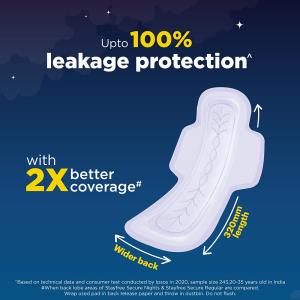 Upto 100%
leakage protection^
with
2X better
coverage#
320mm
length
Wider back
^Based on technical data and consumer test conducted by Ipsos in 2020, sample size 243,20-35 years old in India
#When back lobe areas of Stayfree Secure Nights & Stayfree Secure Regular are compared.
Wrap used pad in back release paper and throw in dustbin. Do not flush.